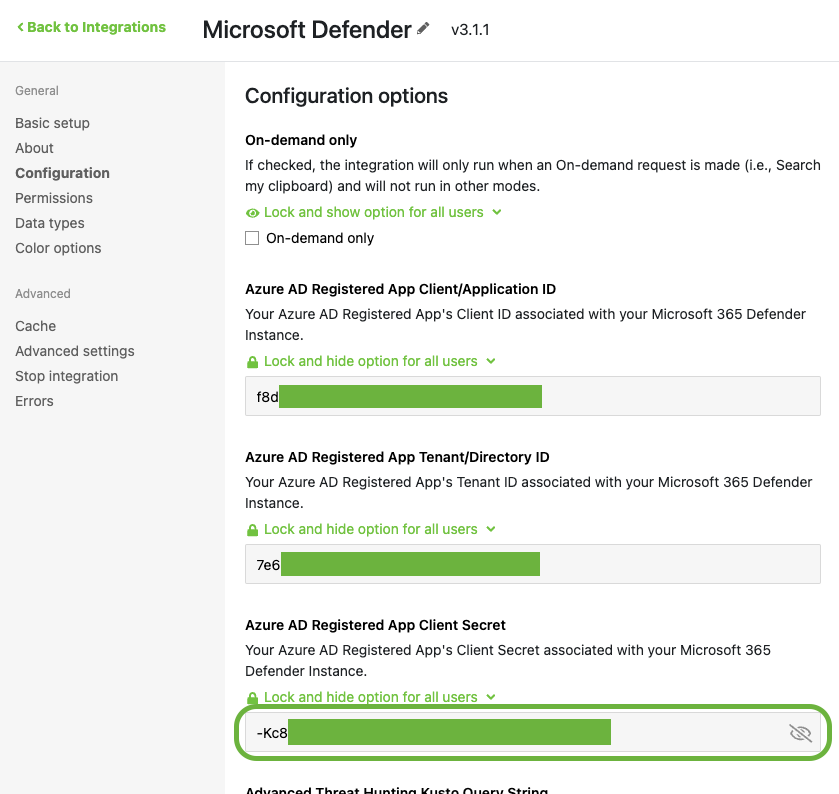 Back to Integrations
Microsoft Defender v3.1.1
General
Basic setup
About
Configuration
Permissions
Data types
Color options
Advanced
Cache
Advanced settings
Stop integration
Errors
Configuration options
On-demand only
If checked, the integration will only run when an On-demand request is made (i.e., Search
my clipboard) and will not run in other modes.
Lock and show option for all users
On-demand only
Azure AD Registered App Client/Application ID
Your Azure AD Registered App's Client ID associated with your Microsoft 365 Defender
Instance.
Lock and hide option for all users
f8d
Azure AD Registered App Tenant/Directory ID
Your Azure AD Registered App's Tenant ID associated with your Microsoft 365 Defender
Instance.
Lock and hide option for all users
7e6
Azure AD Registered App Client Secret
Your Azure AD Registered App's Client Secret associated with your Microsoft 365
Defender Instance.
Lock and hide option for all users
-Kc8
Advanced Threat Hunting Kusto Query String